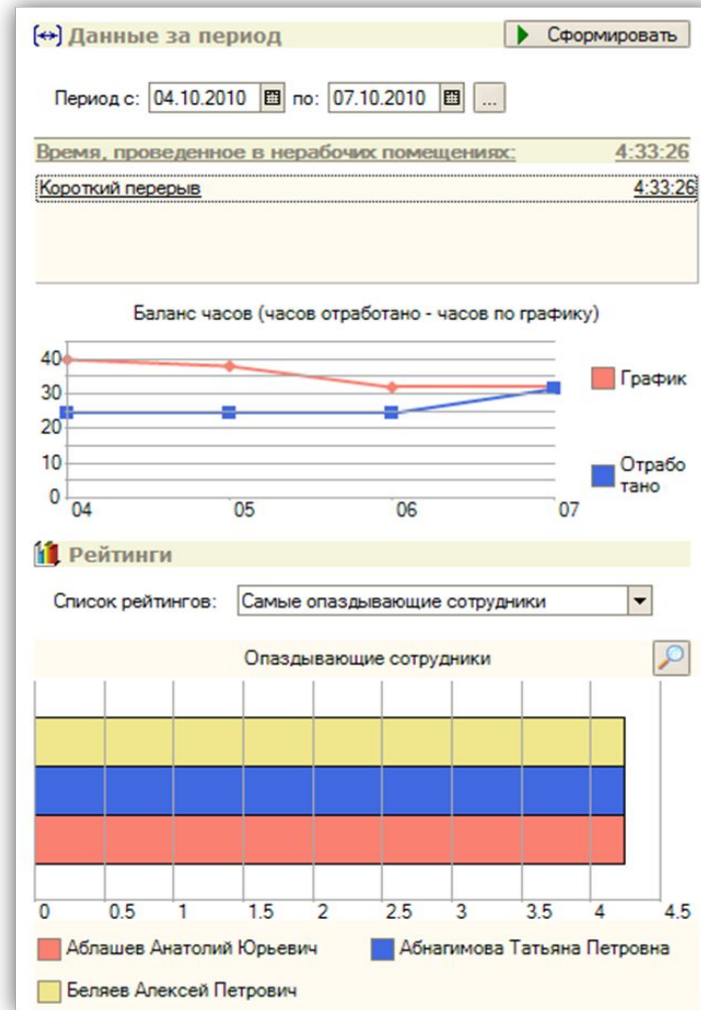 Данные за период
Сформировать
Период с: 04.10.2010 по: 07.10.2010 ...
Время, проведенное в нерабочих помещениях: 4:33:26
Короткий перерыв 4:33:26
Баланс часов (часов отработано - часов по графику)
40
30
20
10
0
04 05 06 07
График
Отрабо
тано
Рейтинги
Список рейтингов: Самые опаздывающие сотрудники
Опаздывающие сотрудники
0 0.5 1 1.5 2 2.5 3 3.5 4 4.5
Аблашев Анатолий Юрьевич Абнагимова Татьяна Петровна
Беляев Алексей Петрович